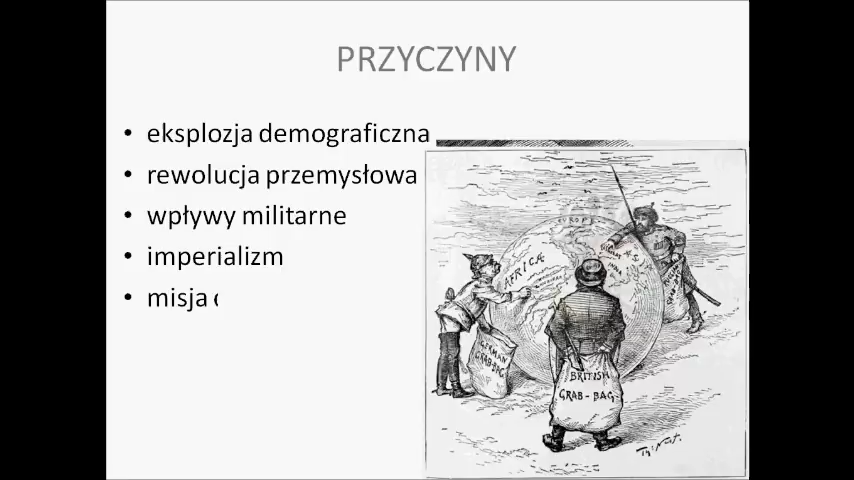 PRZYCZYNY
• eksplozja demograficzna
• rewolucja przemysłowa
• wpływy militarne
• imperializm
• misja
EUROPE
AFRICA
ASIA
GERMAN
GRAB-BAG
BRITISH
GRAB-BAG
Th. Nast.